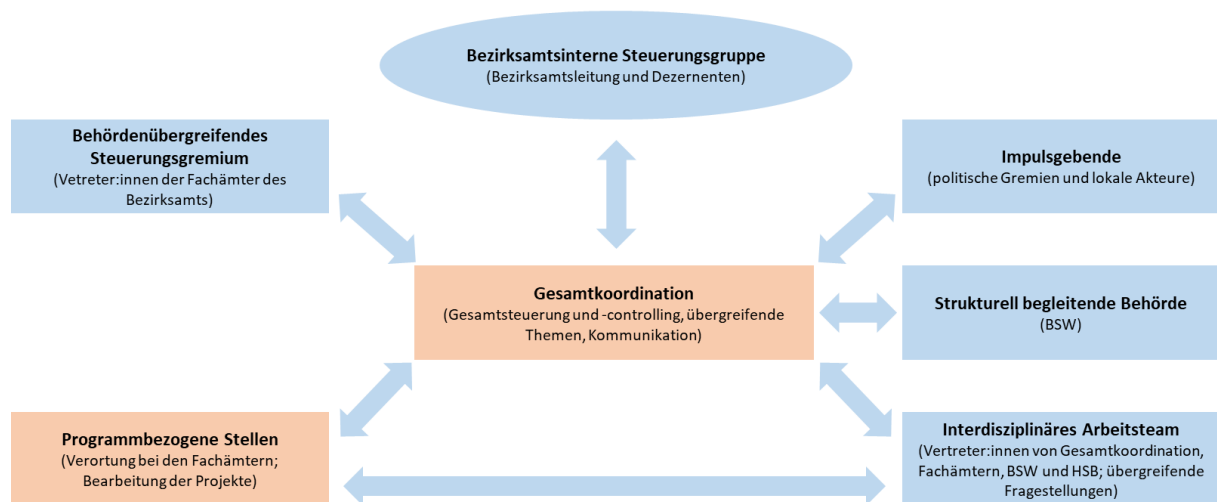 Bezirksamtsinterne Steuerungsgruppe
(Bezirksamtsleitung und Dezernenten)
Behördenübergreifendes
Steuerungsgremium
(Vetreter:innen der Fachämter des
Bezirksamts)
Impulsgebende
(politische Gremien und lokale Akteure)
Gesamtkoordination
(Gesamtsteuerung und -controlling, übergreifende
Themen, Kommunikation)
Strukturell begleitende Behörde
(BSW)
Programmbezogene Stellen
(Verortung bei den Fachämtern;
Bearbeitung der Projekte)
Interdisziplinäres Arbeitsteam
(Vertreter:innen von Gesamtkoordination,
Fachämtern, BSW und HSB; übergreifende
Fragestellungen)